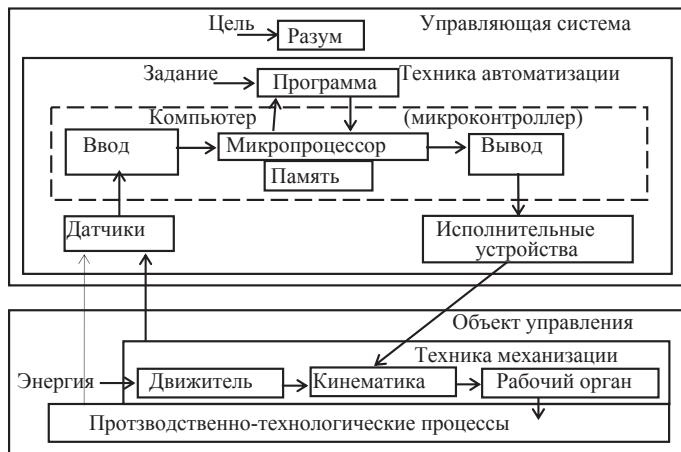 Цель
Управляющая система
Разум
Задание
Программа
Техника автоматизации
Компьютер
(микроконтроллер)
Ввод
Микропроцессор
Вывод
Память
Датчики
Исполнительные
устройства
Объект управления
Техника механизации
Энергия
Движитель
Кинематика
Рабочий орган
Протзводственно-технологические процессы